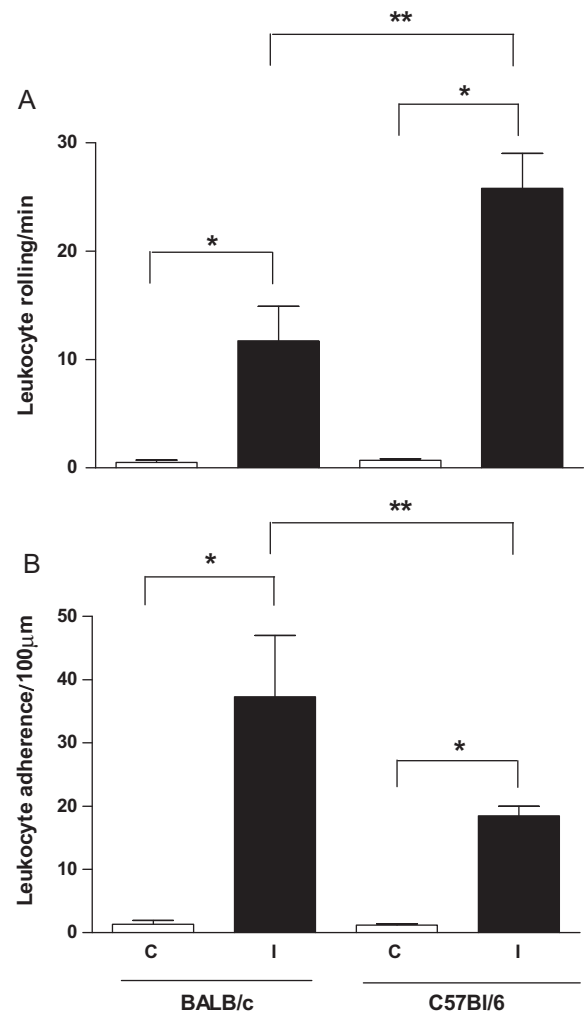 **
A
*
30
*
20
10
0
Leukocyte rolling/min
**
B
*
50
40
*
30
20
10
0
Leukocyte adherence/100μm
C I C I
BALB/c C57Bl/6